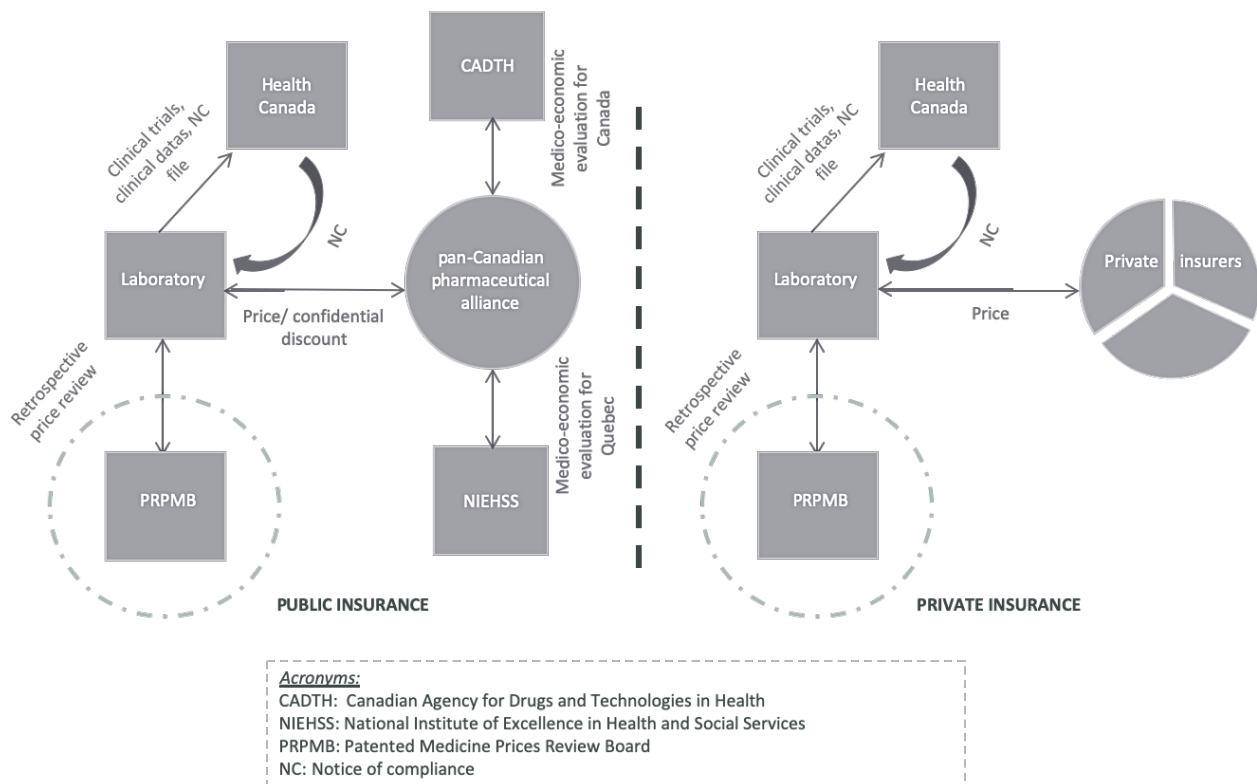 Health
Canada
Clinical trials,
clinical datas, NC
file
NC
Laboratory
Price/ confidential
discount
Retrospective
price review
PRPMB
CADTH
Medico-economic
evaluation for
Canada
pan-Canadian
pharmaceutical
alliance
NIEHSS
Medico-economic
evaluation for
Quebec
PUBLIC INSURANCE
Health
Canada
Clinical trials,
clinical datas, NC
file
NC
Laboratory
Price
Private insurers
Retrospective
price review
PRPMB
PRIVATE INSURANCE
Acronyms:
CADTH: Canadian Agency for Drugs and Technologies in Health
NIEHSS: National Institute of Excellence in Health and Social Services
PRPMB: Patented Medicine Prices Review Board
NC: Notice of compliance